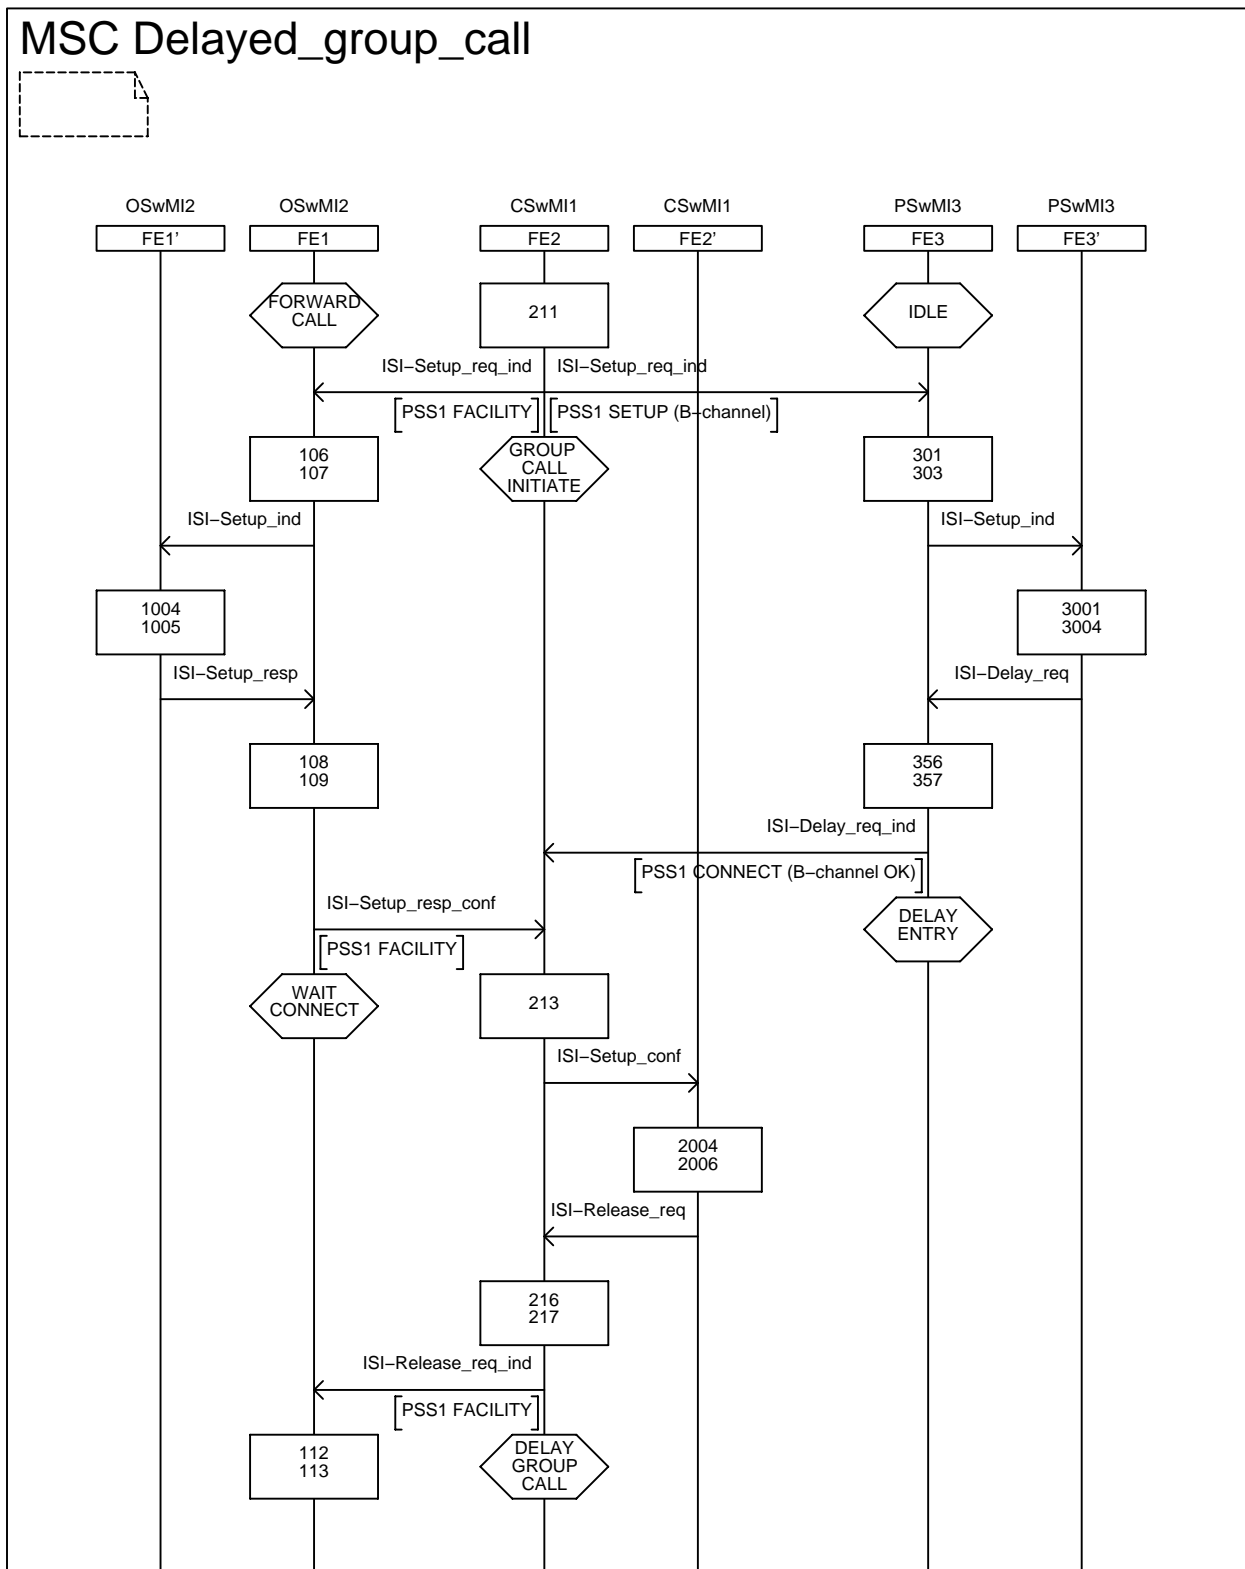 MSC Delayed_group_call
OSwMI2 OSwMI2 CSwMI1 CSwMI1 PSwMI3 PSwMI3
FE1' FE1 FE2 FE2' FE3 FE3'
FORWARD
CALL
211
IDLE
ISI–Setup_req_ind ISI–Setup_req_ind
PSS1 FACILITY PSS1 SETUP (B–channel)
106
107
GROUP
CALL
INITIATE
301
303
ISI–Setup_ind ISI–Setup_ind
1004
1005
3001
3004
ISI–Setup_resp ISI–Delay_req
108
109
356
357
ISI–Delay_req_ind
PSS1 CONNECT (B–channel OK)
ISI–Setup_resp_conf
DELAY
ENTRY
PSS1 FACILITY
WAIT
CONNECT
213
ISI–Setup_conf
2004
2006
ISI–Release_req
216
217
ISI–Release_req_ind
PSS1 FACILITY
112
113
DELAY
GROUP
CALL